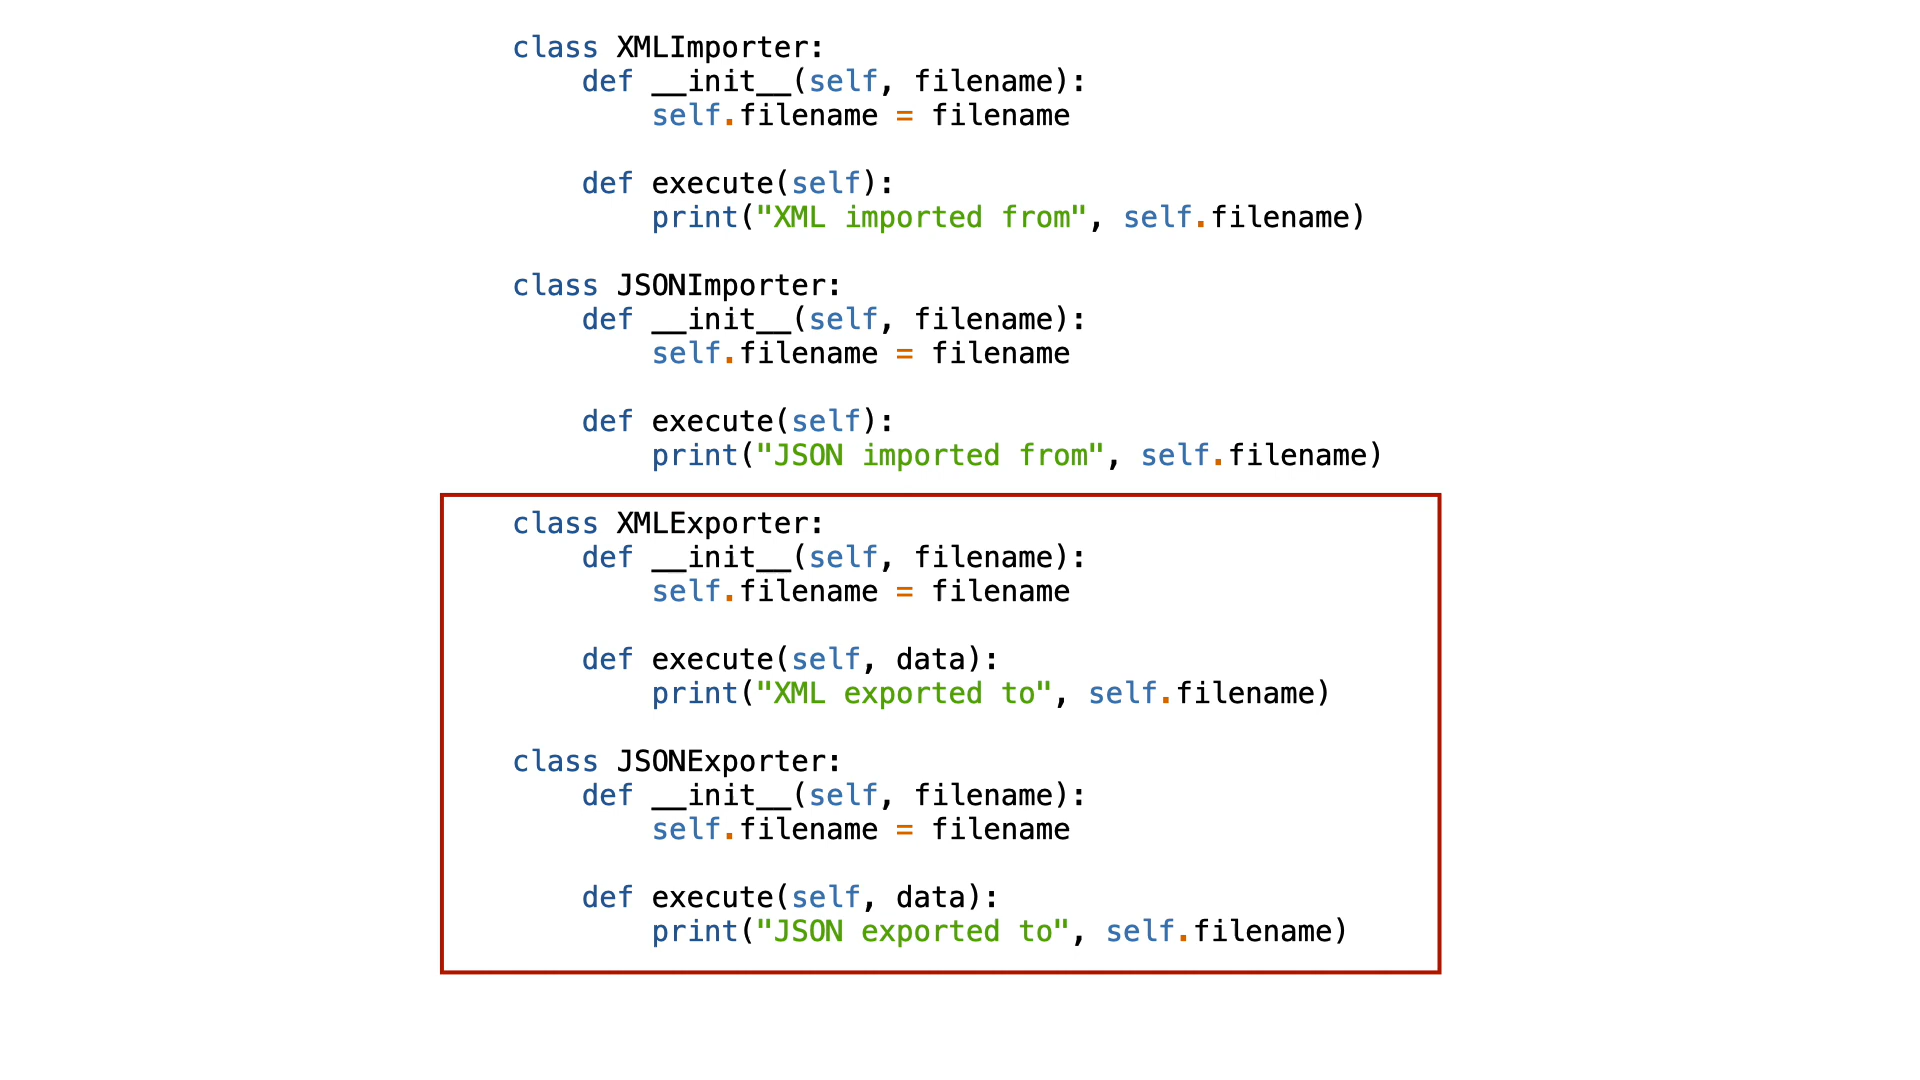 class XMLImporter:
    def __init__(self, filename):
        self.filename = filename

    def execute(self):
        print("XML imported from", self.filename)

class JSONImporter:
    def __init__(self, filename):
        self.filename = filename

    def execute(self):
        print("JSON imported from", self.filename)

class XMLExporter:
    def __init__(self, filename):
        self.filename = filename

    def execute(self, data):
        print("XML exported to", self.filename)

class JSONExporter:
    def __init__(self, filename):
        self.filename = filename

    def execute(self, data):
        print("JSON exported to", self.filename)